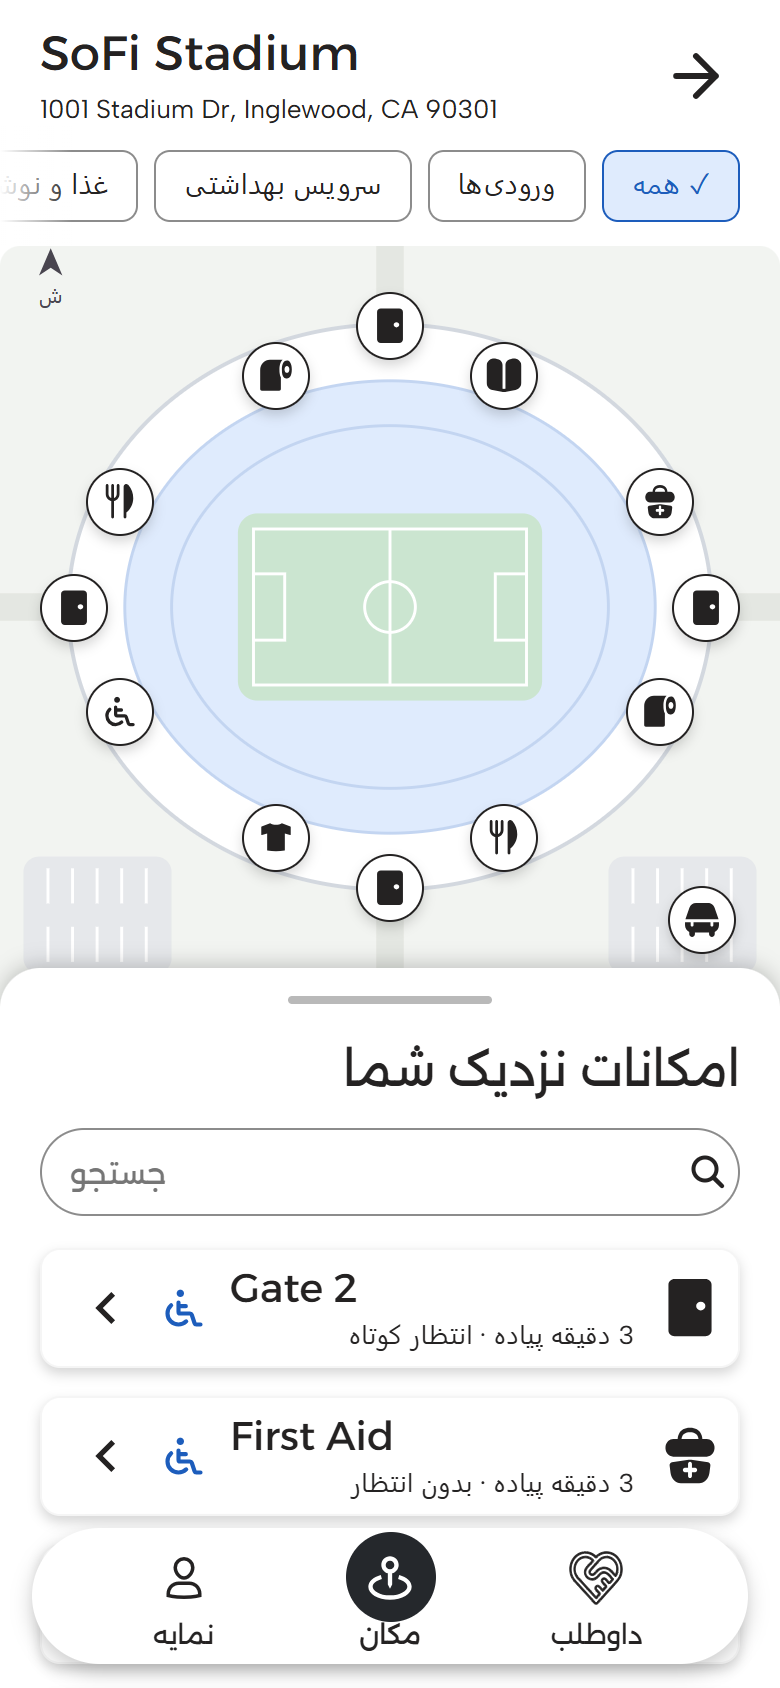 SoFi Stadium
1001 Stadium Dr, Inglewood, CA 90301
✓ همه
ورودی‌ها
سرویس بهداشتی
غذا و نوش
ش
امکانات نزدیک شما
جستجو
Gate 2
3 دقیقه پیاده · انتظار کوتاه
First Aid
3 دقیقه پیاده · بدون انتظار
داوطلب
مکان
نمایه